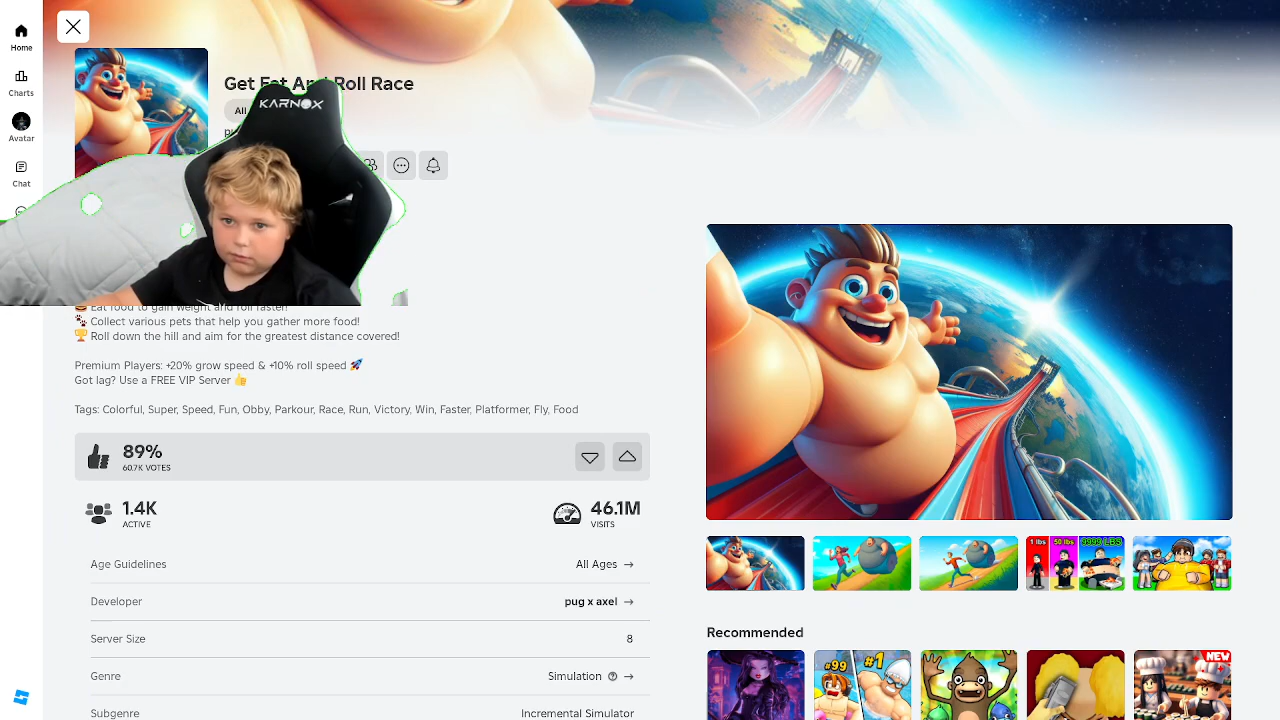 Home
Charts
Avatar
Chat
Get Fat And Roll Race
All
KARNOX
🍔 Eat food to gain weight and roll faster!
🐾 Collect various pets that help you gather more food!
🏆 Roll down the hill and aim for the greatest distance covered!
Premium Players: +20% grow speed & +10% roll speed 🚀
Got lag? Use a FREE VIP Server 👍
Tags: Colorful, Super, Speed, Fun, Obby, Parkour, Race, Run, Victory, Win, Faster, Platformer, Fly, Food
89%
60.7K VOTES
1.4K
ACTIVE
46.1M
VISITS
Age Guidelines
All Ages →
Developer
pug x axel →
Server Size
8
Genre
Simulation →
Subgenre
Incremental Simulator
1 lbs
50 lbs
9999 LBS
Recommended
#99
#1
NEW